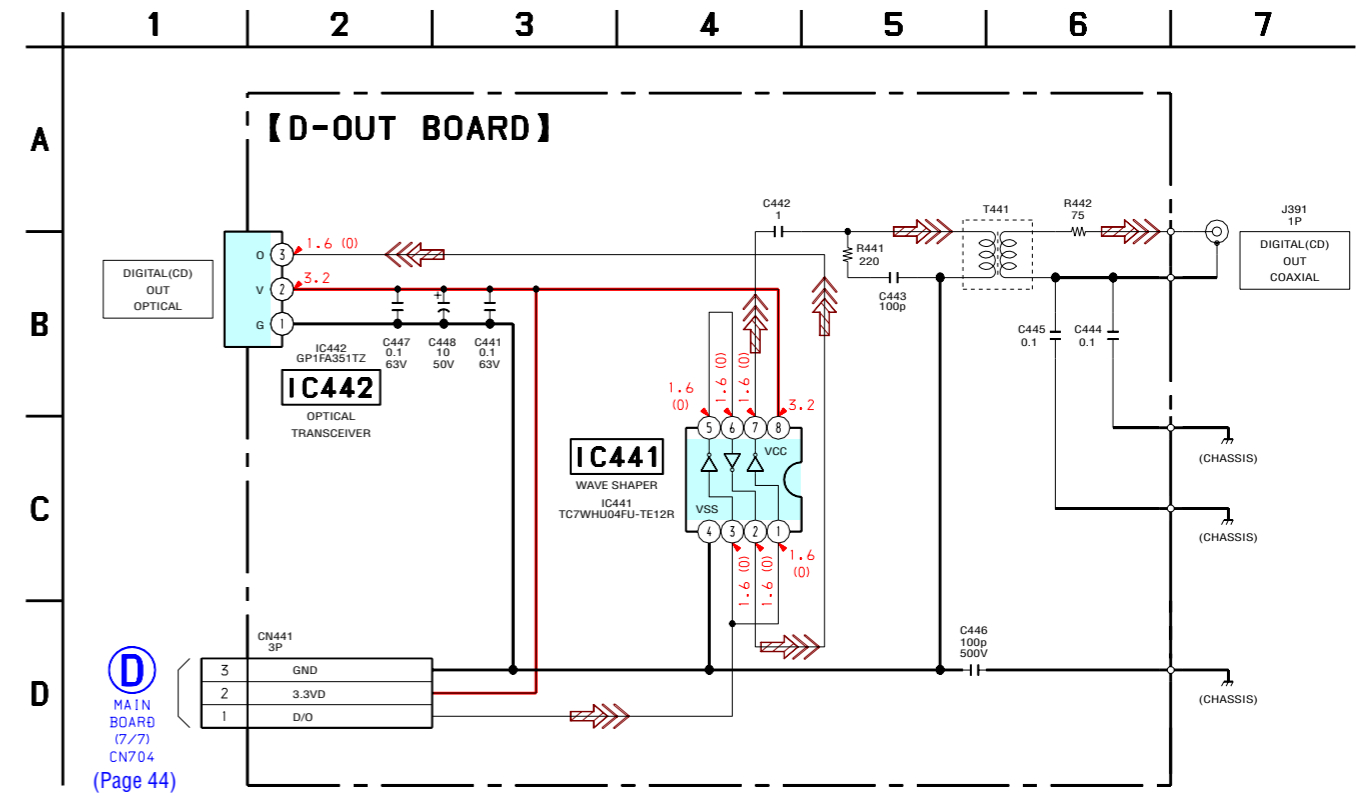 1 2 3 4 5 6 7
A
【D-OUT BOARD】
C442
1
T441
R442
75
J391
1P
R441
220
DIGITAL(CD)
OUT
COAXIAL
O 3 1.6 (0)
DIGITAL(CD)
OUT
OPTICAL
V 2 3.2
C443
100p
B
G 1
+
IC442
GP1FA351TZ
C447
0.1
63V
C448
10
50V
C441
0.1
63V
C445
0.1
C444
0.1
IC442
OPTICAL
TRANSCEIVER
1.6
(0)
1.6 (0)
1.6 (0)
3.2
5 6 7 8
VCC
(CHASSIS)
IC441
WAVE SHAPER
IC441
TC7WHU04FU-TE12R
C
VSS
4 3 2 1
(CHASSIS)
1.6 (0)
1.6 (0)
1.6
(0)
CN441
3P
C446
100p
500V
D
3 GND
2 3.3VD
1 D/O
(CHASSIS)
D
MAIN
BOARD
(7/7)
CN704
(Page 44)